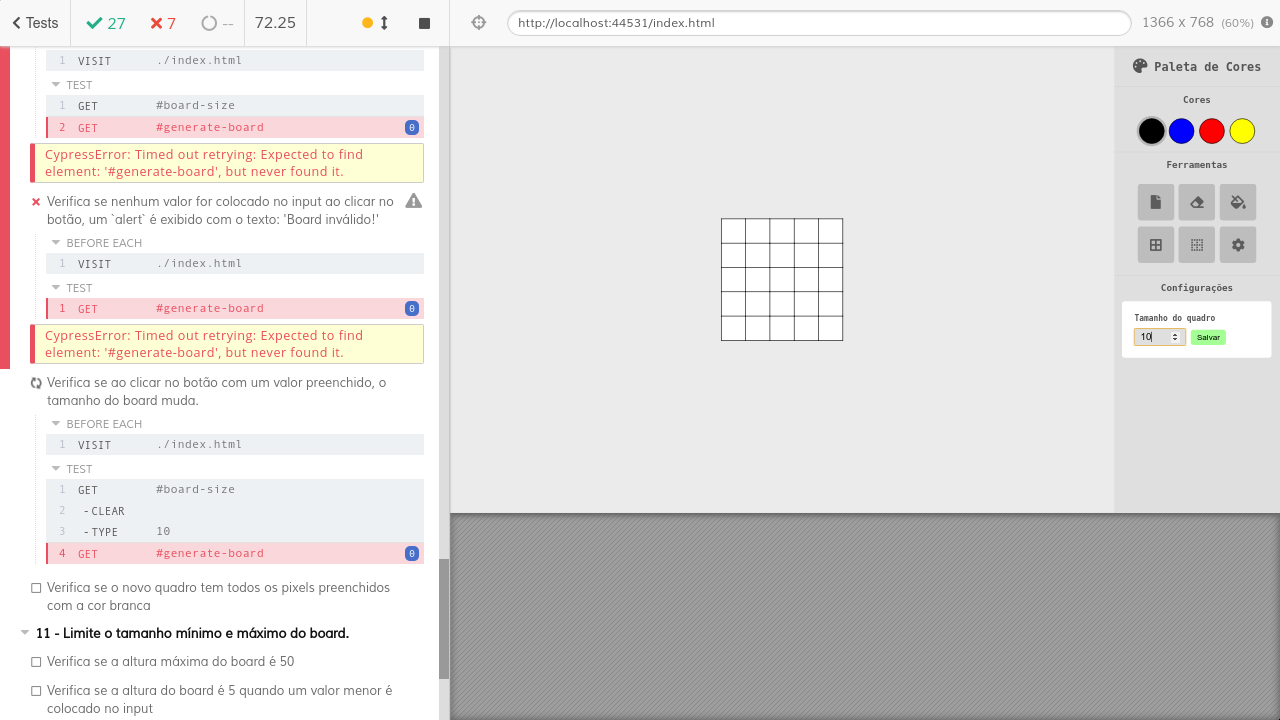 Tests
27
7
--
72.25
http://localhost:44531/index.html
1366 x 768 (60%)
1 VISIT ./index.html
TEST
1 GET #board-size
2 GET #generate-board 0
CypressError: Timed out retrying: Expected to find
element: '#generate-board', but never found it.
Verifica se nenhum valor for colocado no input ao clicar no
botão, um `alert` é exibido com o texto: 'Board inválido!'
BEFORE EACH
1 VISIT ./index.html
TEST
1 GET #generate-board 0
CypressError: Timed out retrying: Expected to find
element: '#generate-board', but never found it.
Verifica se ao clicar no botão com um valor preenchido, o
tamanho do board muda.
BEFORE EACH
1 VISIT ./index.html
TEST
1 GET #board-size
2 -CLEAR
3 -TYPE 10
4 GET #generate-board 0
Verifica se o novo quadro tem todos os pixels preenchidos
com a cor branca
11 - Limite o tamanho mínimo e máximo do board.
Verifica se a altura máxima do board é 50
Verifica se a altura do board é 5 quando um valor menor é
colocado no input
Paleta de Cores
Cores
Ferramentas
Configurações
Tamanho do quadro
10
Salvar